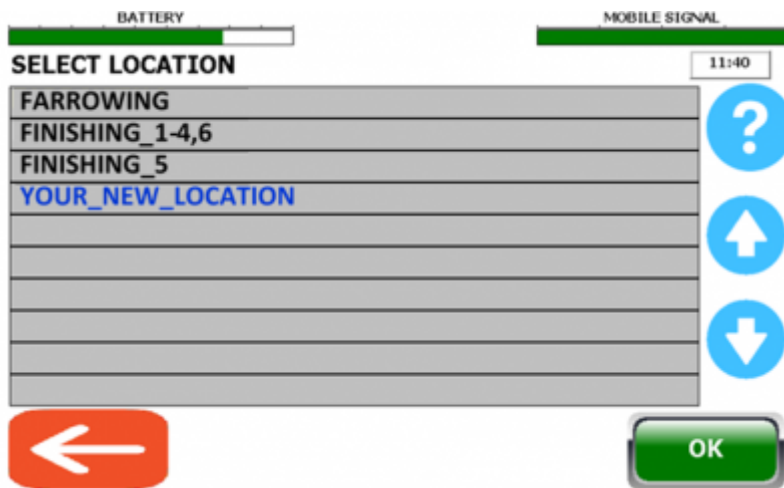 BATTERY
MOBILE SIGNAL
SELECT LOCATION
11:40
FARROWING
FINISHING_1-4,6
FINISHING_5
YOUR_NEW_LOCATION
?
OK